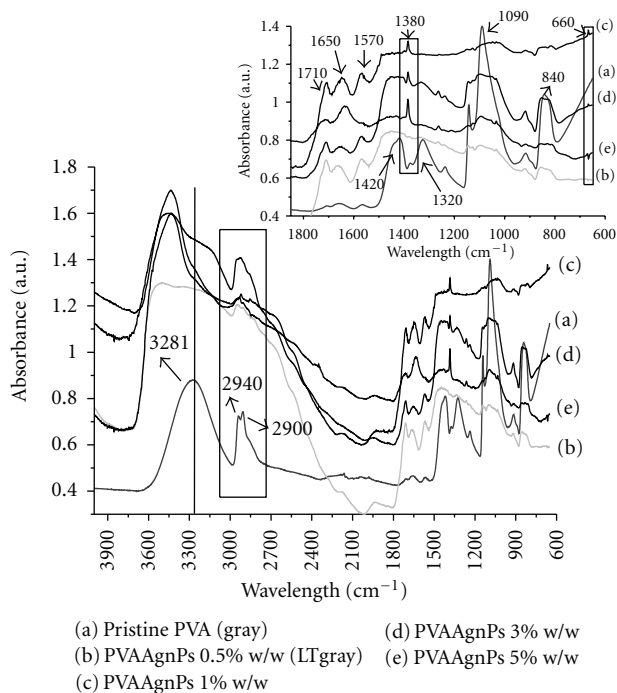 1380
1090
660
(c)
1650
1570
1710
(a)
840
(d)
(e)
(b)
1420
1320
1.4
1.2
1
0.8
0.6
0.4
Absorbance (a.u.)
1800 1600 1400 1200 1000 800 600
Wavelength (cm−1)
1.8
1.6
1.4
1.2
1
0.8
0.6
0.4
Absorbance (a.u.)
3281
2940
2900
(c)
(a)
(d)
(e)
(b)
3900 3600 3300 3000 2700 2400 2100 1800 1500 1200 900 600
Wavelength (cm−1)
(a) Pristine PVA (gray)
(b) PVAAgnPs 0.5% w/w (LTgray)
(c) PVAAgnPs 1% w/w
(d) PVAAgnPs 3% w/w
(e) PVAAgnPs 5% w/w